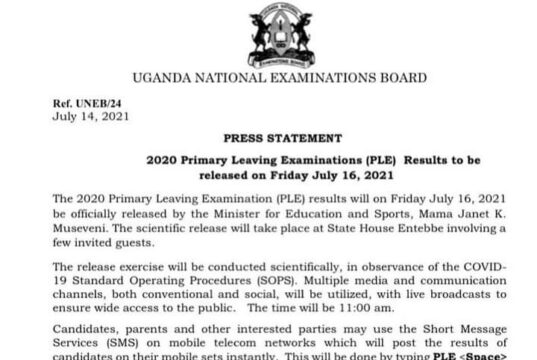 UGANDA NATIONAL EXAMINATIONS BOARD
Ref. UNEB/24
July 14, 2021
PRESS STATEMENT
2020 Primary Leaving Examinations (PLE) Results to be
released on Friday July 16, 2021
The 2020 Primary Leaving Examination (PLE) results will on Friday July 16, 2021
be officially released by the Minister for Education and Sports, Mama Janet K.
Museveni. The scientific release will take place at State House Entebbe involving a
few invited guests.
The release exercise will be conducted scientifically, in observance of the COVID-
19 Standard Operating Procedures (SOPS). Multiple media and communication
channels, both conventional and social, will be utilized, with live broadcasts to
ensure wide access to the public. The time will be 11:00 am.
Candidates, parents and other interested parties may use the Short Message
Services (SMS) on mobile telecom networks which will post the results of
candidates on their mobile sets instantly. This will be done by typing PLE <Space>